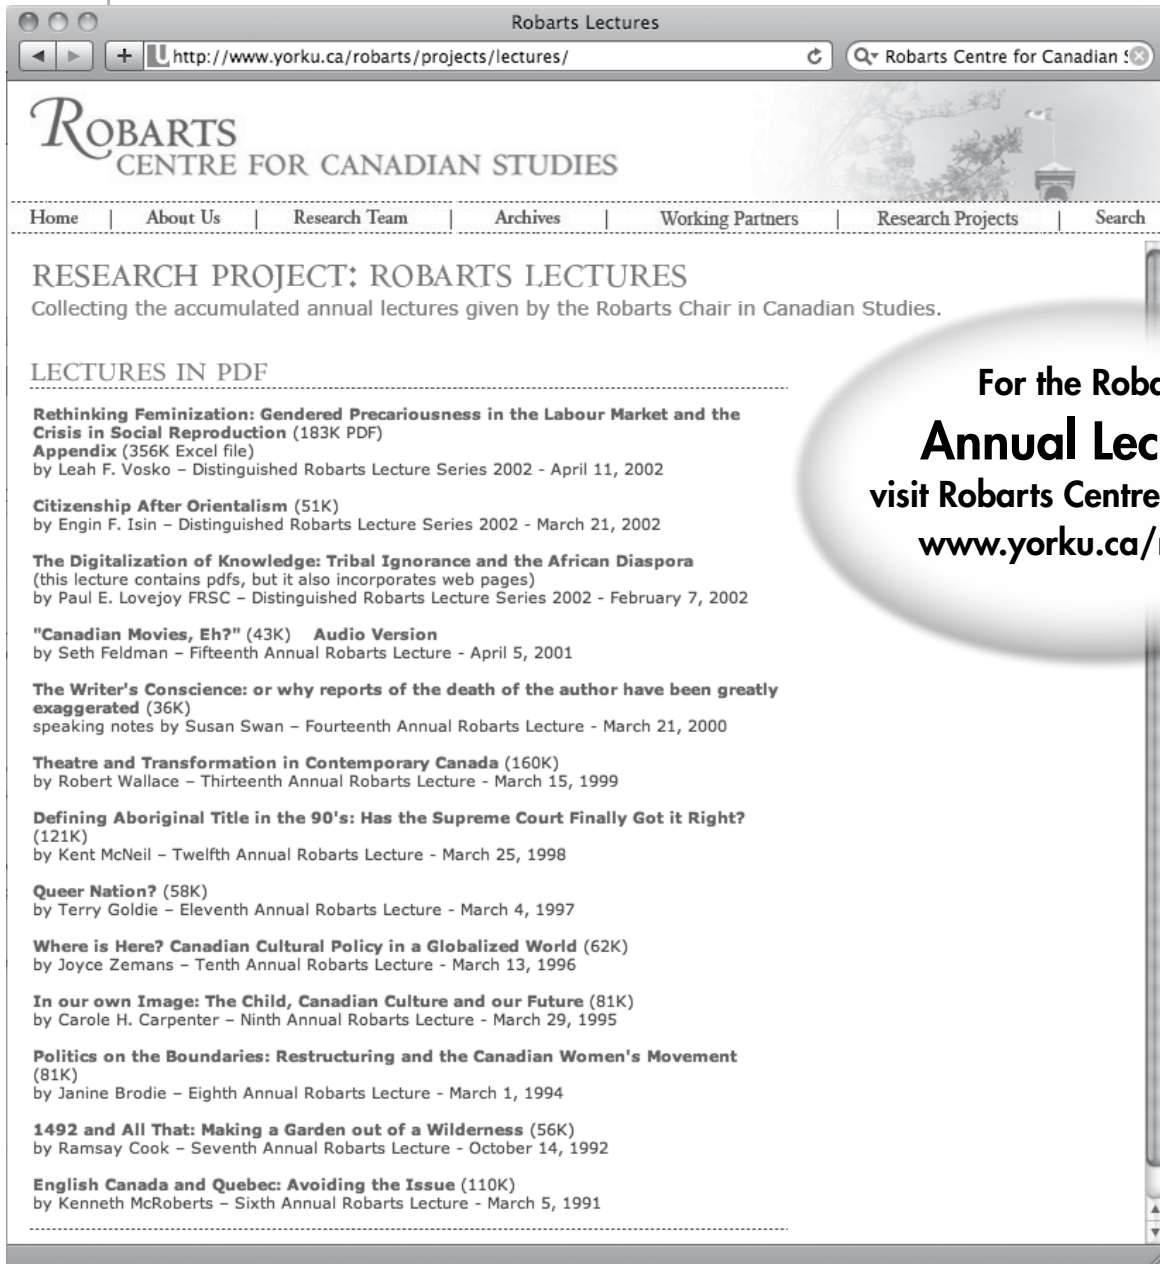 Robarts Lectures
http://www.yorku.ca/robarts/projects/lectures/
Robarts Centre for Canadian
ROBARTS
CENTRE FOR CANADIAN STUDIES
Home | About Us | Research Team | Archives | Working Partners | Research Projects | Search
RESEARCH PROJECT: ROBARTS LECTURES
Collecting the accumulated annual lectures given by the Robarts Chair in Canadian Studies.
LECTURES IN PDF
Rethinking Feminization: Gendered Precariousness in the Labour Market and the
Crisis in Social Reproduction (183K PDF)
Appendix (356K Excel file)
by Leah F. Vosko – Distinguished Robarts Lecture Series 2002 - April 11, 2002
Citizenship After Orientalism (51K)
by Engin F. Isin – Distinguished Robarts Lecture Series 2002 - March 21, 2002
The Digitalization of Knowledge: Tribal Ignorance and the African Diaspora
(this lecture contains pdfs, but it also incorporates web pages)
by Paul E. Lovejoy FRSC – Distinguished Robarts Lecture Series 2002 - February 7, 2002
"Canadian Movies, Eh?" (43K) Audio Version
by Seth Feldman – Fifteenth Annual Robarts Lecture - April 5, 2001
The Writer's Conscience: or why reports of the death of the author have been greatly
exaggerated (36K)
speaking notes by Susan Swan – Fourteenth Annual Robarts Lecture - March 21, 2000
Theatre and Transformation in Contemporary Canada (160K)
by Robert Wallace – Thirteenth Annual Robarts Lecture - March 15, 1999
Defining Aboriginal Title in the 90's: Has the Supreme Court Finally Got it Right?
(121K)
by Kent McNeil – Twelfth Annual Robarts Lecture - March 25, 1998
Queer Nation? (58K)
by Terry Goldie – Eleventh Annual Robarts Lecture - March 4, 1997
Where is Here? Canadian Cultural Policy in a Globalized World (62K)
by Joyce Zemans – Tenth Annual Robarts Lecture - March 13, 1996
In our own Image: The Child, Canadian Culture and our Future (81K)
by Carole H. Carpenter – Ninth Annual Robarts Lecture - March 29, 1995
Politics on the Boundaries: Restructuring and the Canadian Women's Movement
(81K)
by Janine Brodie – Eighth Annual Robarts Lecture - March 1, 1994
1492 and All That: Making a Garden out of a Wilderness (56K)
by Ramsay Cook – Seventh Annual Robarts Lecture - October 14, 1992
English Canada and Quebec: Avoiding the Issue (110K)
by Kenneth McRoberts – Sixth Annual Robarts Lecture - March 5, 1991
For the Roba
Annual Lec
visit Robarts Centre
www.yorku.ca/